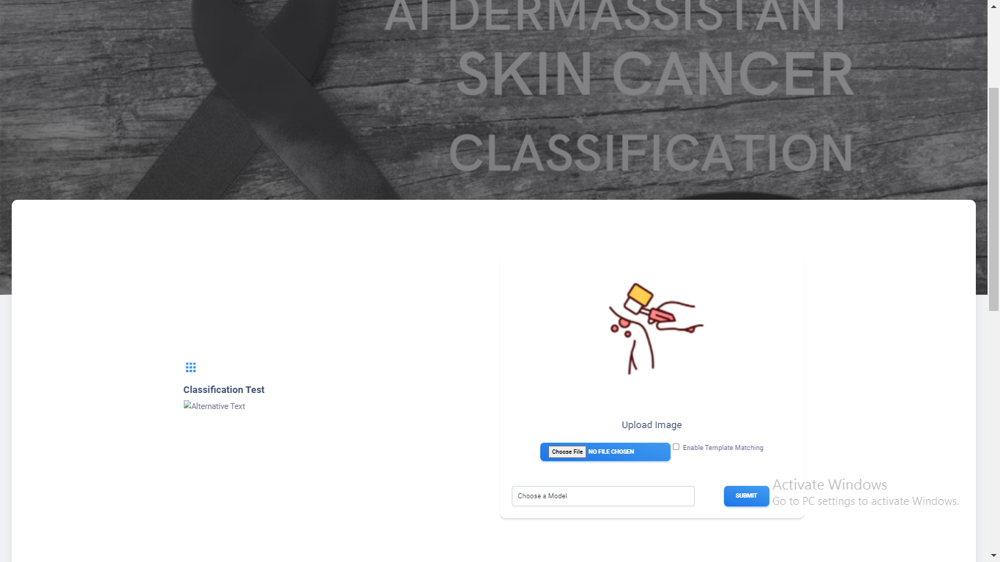 AI DERMASSISTANT
SKIN CANCER
CLASSIFICATION
Classification Test
Alternative Text
Upload Image
Choose File NO FILE CHOSEN
Enable Template Matching
Choose a Model
SUBMIT
Activate Windows
Go to PC settings to activate Windows.